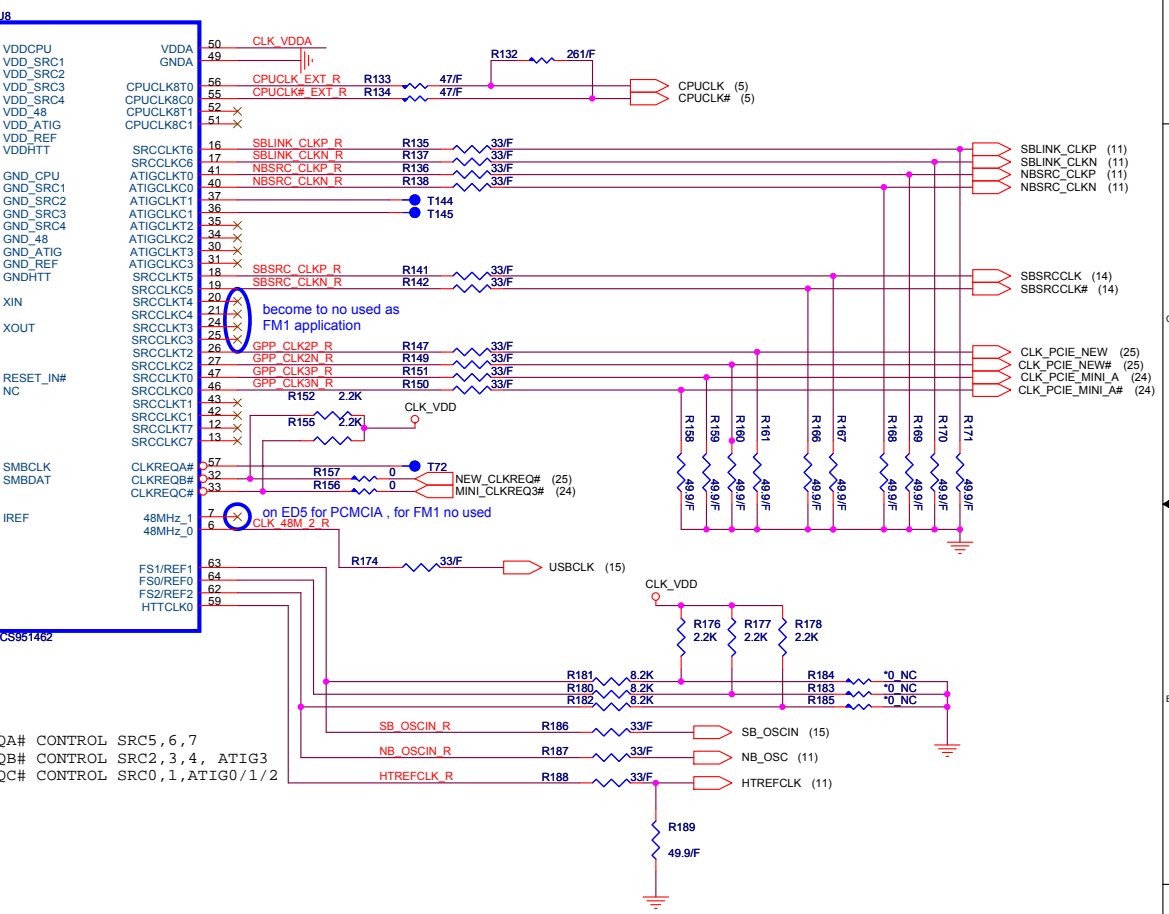 U8
VDDCPU
VDD_SRC1
VDD_SRC2
VDD_SRC3
VDD_SRC4
VDD_48
VDD_ATIG
VDD_REF
VDDHTT
GND_CPU
GND_SRC1
GND_SRC2
GND_SRC3
GND_SRC4
GND_48
GND_ATIG
GND_REF
GNDHTT
XIN
XOUT
RESET_IN#
NC
SMBCLK
SMBDAT
IREF
VDDA 50 CLK_VDDA
GNDA 49
R132 261/F
CPUCLK8T0 56 CPUCLK_EXT_R R133 47/F CPUCLK (5)
CPUCLK8C0 55 CPUCLK#_EXT_R R134 47/F CPUCLK# (5)
CPUCLK8T1 52
CPUCLK8C1 51
SRCCLKT6 16 SBLINK_CLKP_R R135 33/F SBLINK_CLKP (11)
SRCCLKC6 17 SBLINK_CLKN_R R137 33/F SBLINK_CLKN (11)
ATIGCLKT0 41 NBSRC_CLKP_R R136 33/F NBSRC_CLKP (11)
ATIGCLKC0 40 NBSRC_CLKN_R R138 33/F NBSRC_CLKN (11)
ATIGCLKT1 37 T144
ATIGCLKC1 36 T145
ATIGCLKT2 35
ATIGCLKC2 34
ATIGCLKT3 30
ATIGCLKC3 31
SRCCLKT5 18 SBSRC_CLKP_R R141 33/F SBSRCCLK (14)
SRCCLKC5 19 SBSRC_CLKN_R R142 33/F SBSRCCLK# (14)
SRCCLKT4 20
SRCCLKC4 21
SRCCLKT3 24
SRCCLKC3 25
become to no used as
FM1 application
SRCCLKT2 26 GPP_CLK2P_R R147 33/F CLK_PCIE_NEW (25)
SRCCLKC2 27 GPP_CLK2N_R R149 33/F CLK_PCIE_NEW# (25)
SRCCLKT0 47 GPP_CLK3P_R R151 33/F CLK_PCIE_MINI_A (24)
SRCCLKC0 46 GPP_CLK3N_R R150 33/F CLK_PCIE_MINI_A# (24)
SRCCLKT1 43
SRCCLKC1 42
SRCCLKT7 12
SRCCLKC7 13
R152 2.2K
R155 2.2K
CLK_VDD
R158 R159 R160 R161 R166 R167 R168 R169 R170 R171
49.9/F 49.9/F 49.9/F 49.9/F 49.9/F 49.9/F 49.9/F 49.9/F 49.9/F 49.9/F
CLKREQA# 57 T72
CLKREQB# 32 R157 0 NEW_CLKREQ# (25)
CLKREQC# 33 R156 0 MINI_CLKREQ3# (24)
48MHz_1 7 on ED5 for PCMCIA , for FM1 no used
48MHz_0 6 CLK_48M_2_R
R174 33/F USBCLK (15)
FS1/REF1 63
FS0/REF0 64
FS2/REF2 62
HTTCLK0 59
CS951462
CLK_VDD
R176 R177 R178
2.2K 2.2K 2.2K
R181 8.2K R184 *0_NC
R180 8.2K R183 *0_NC
R182 8.2K R185 *0_NC
SB_OSCIN_R R186 33/F SB_OSCIN (15)
NB_OSCIN_R R187 33/F NB_OSC (11)
HTREFCLK_R R188 33/F HTREFCLK (11)
R189
49.9/F
QA# CONTROL SRC5,6,7
QB# CONTROL SRC2,3,4, ATIG3
QC# CONTROL SRC0,1,ATIG0/1/2